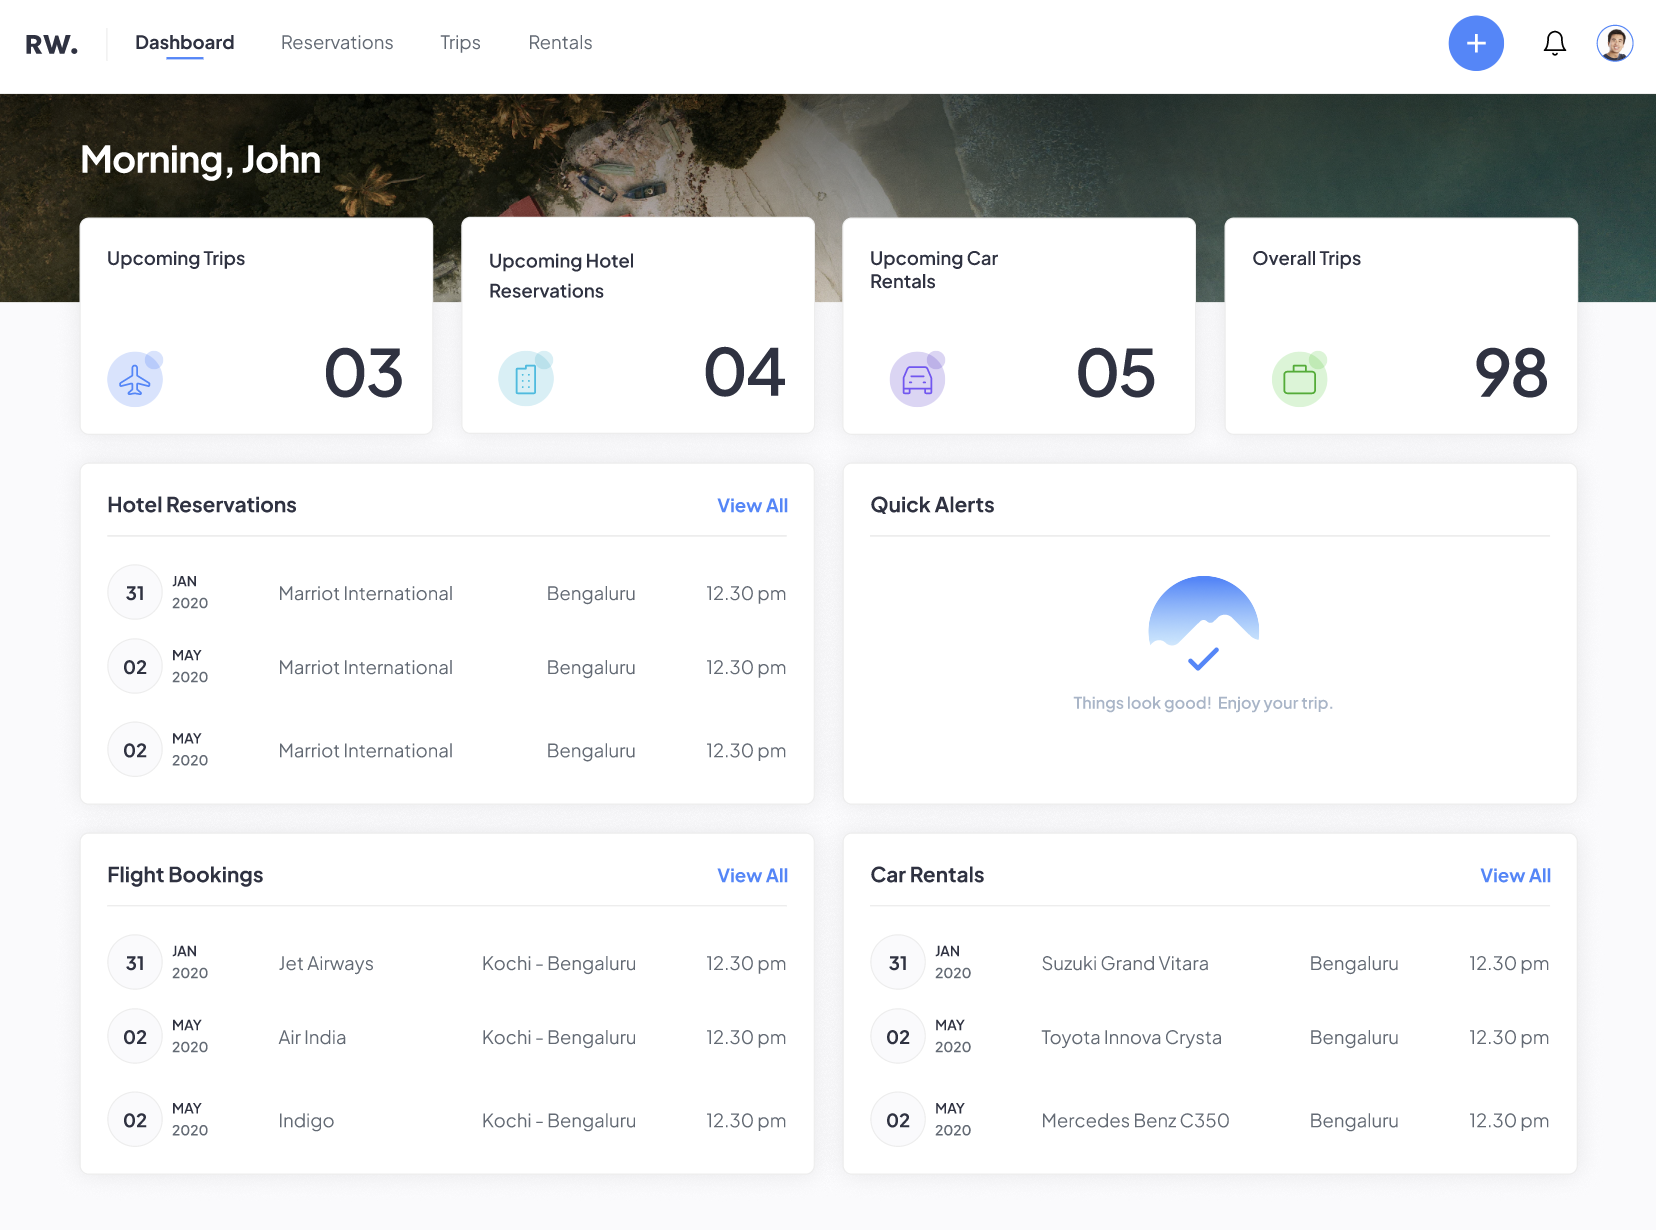 RW.
Dashboard
Reservations
Trips
Rentals
Morning, John
Upcoming Trips
03
Upcoming Hotel
Reservations
04
Upcoming Car
Rentals
05
Overall Trips
98
Hotel Reservations
View All
31 JAN 2020 Marriot International Bengaluru 12.30 pm
02 MAY 2020 Marriot International Bengaluru 12.30 pm
02 MAY 2020 Marriot International Bengaluru 12.30 pm
Quick Alerts
Things look good! Enjoy your trip.
Flight Bookings
View All
31 JAN 2020 Jet Airways Kochi - Bengaluru 12.30 pm
02 MAY 2020 Air India Kochi - Bengaluru 12.30 pm
02 MAY 2020 Indigo Kochi - Bengaluru 12.30 pm
Car Rentals
View All
31 JAN 2020 Suzuki Grand Vitara Bengaluru 12.30 pm
02 MAY 2020 Toyota Innova Crysta Bengaluru 12.30 pm
02 MAY 2020 Mercedes Benz C350 Bengaluru 12.30 pm